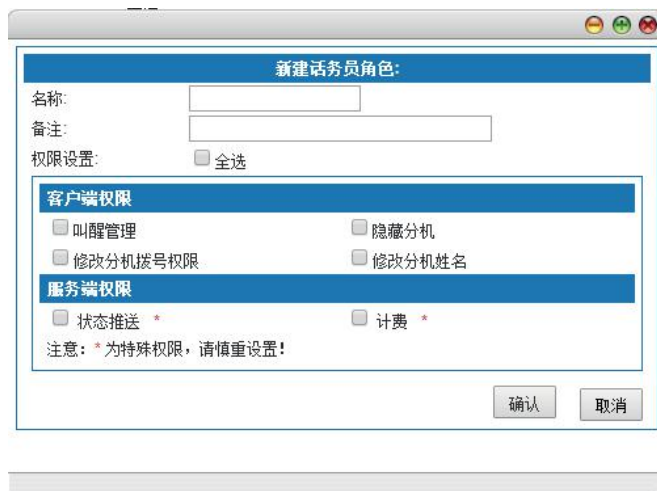 新建话务员角色:
名称:
备注:
权限设置: 全选
客户端权限
叫醒管理 隐藏分机
修改分机拨号权限 修改分机姓名
服务端权限
状态推送 * 计费 *
注意：*为特殊权限，请慎重设置！
确认 取消